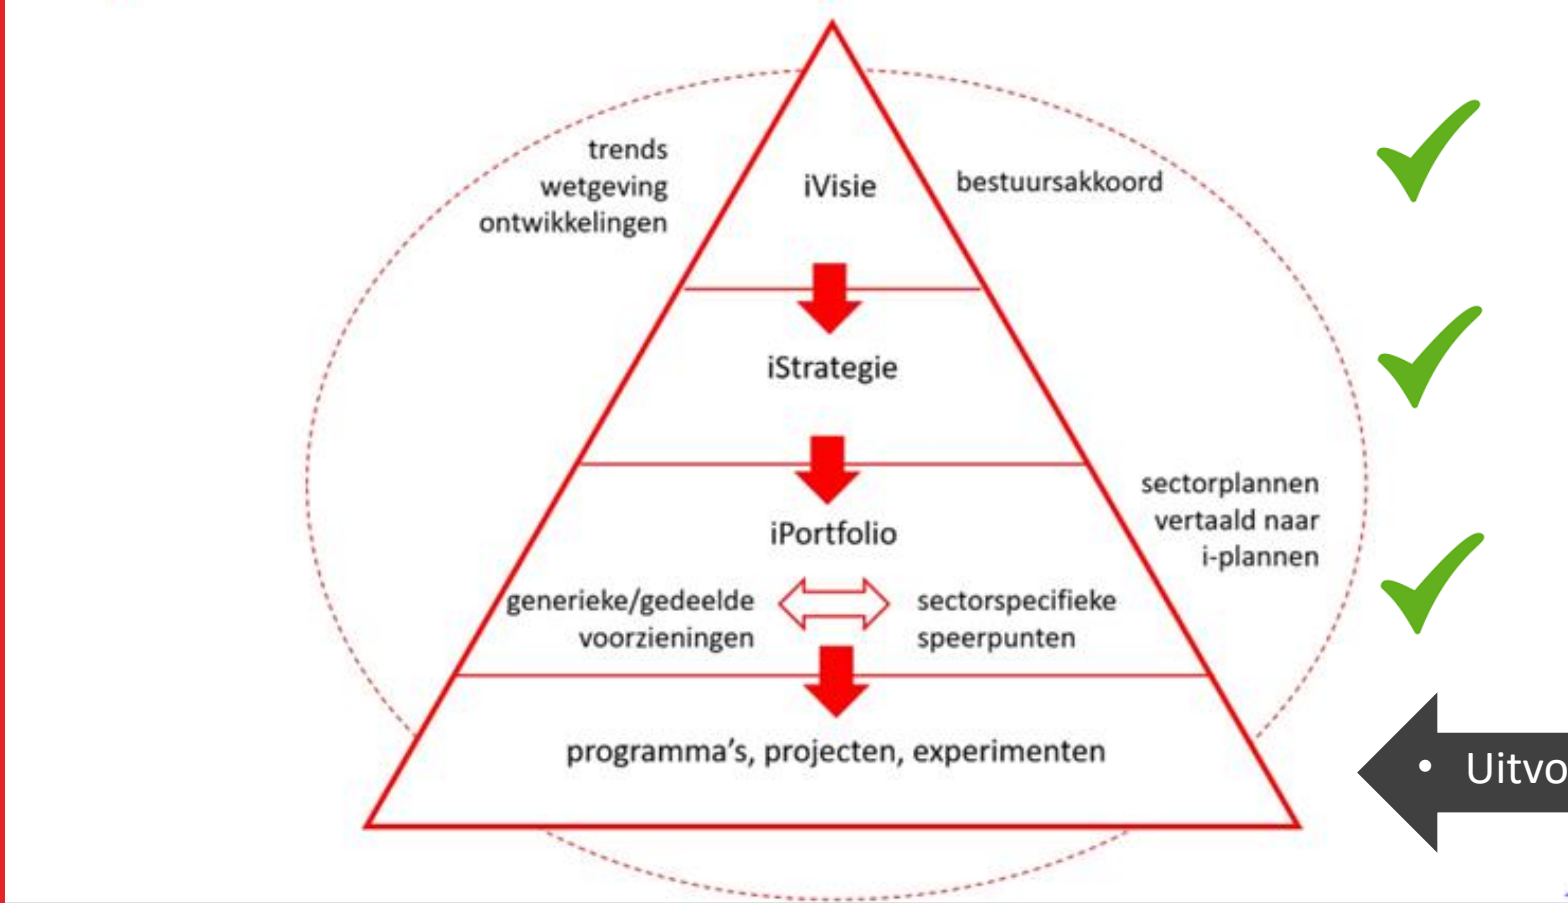 trends
wetgeving
ontwikkelingen
iVisie
bestuursakkoord
iStrategie
sectorplannen
vertaald naar
i-plannen
iPortfolio
generieke/gedeelde
voorzieningen
sectorspecifieke
speerpunten
programma's, projecten, experimenten
• Uitvo